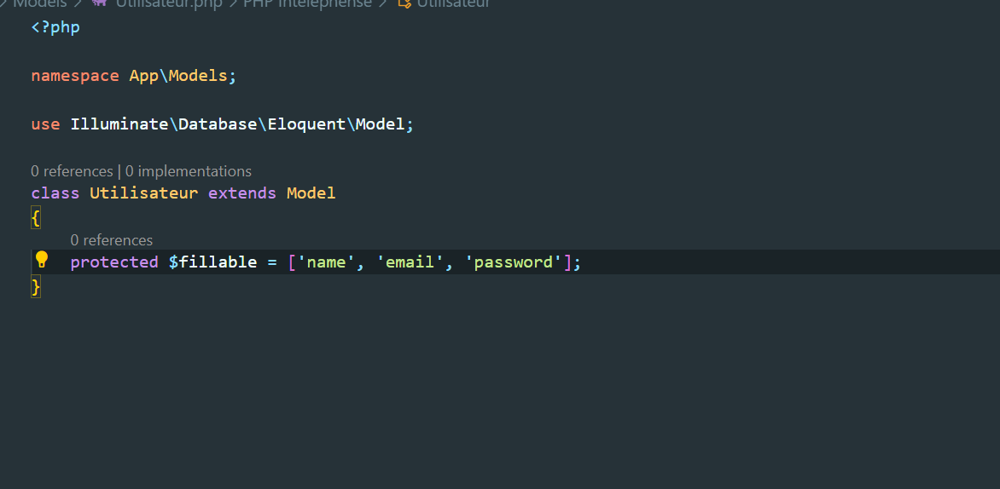 Models > Utilisateur.php > PHP Intelephense > Utilisateur
<?php
namespace App\Models;
use Illuminate\Database\Eloquent\Model;
0 references | 0 implementations
class Utilisateur extends Model
{
0 references
protected $fillable = ['name', 'email', 'password'];
}